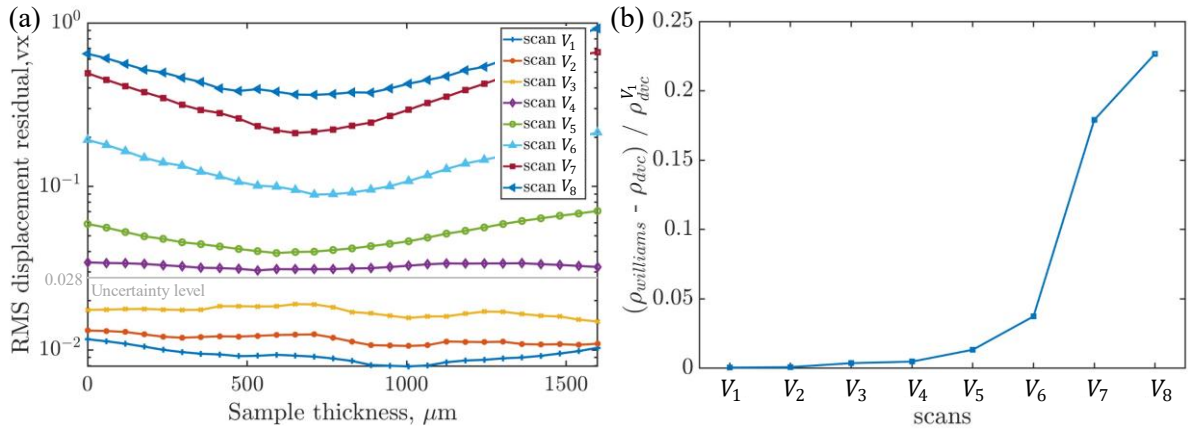 (a)
RMS displacement residual,vx
10⁰
10⁻¹
0.028
10⁻²
Uncertainty level
scan V₁
scan V₂
scan V₃
scan V₄
scan V₅
scan V₆
scan V₇
scan V₈
0 500 1000 1500
Sample thickness, μm
(b)
(ρwilliams - ρdvc) / ρdvc^V₁
0.25
0.2
0.15
0.1
0.05
0
V₁ V₂ V₃ V₄ V₅ V₆ V₇ V₈
scans